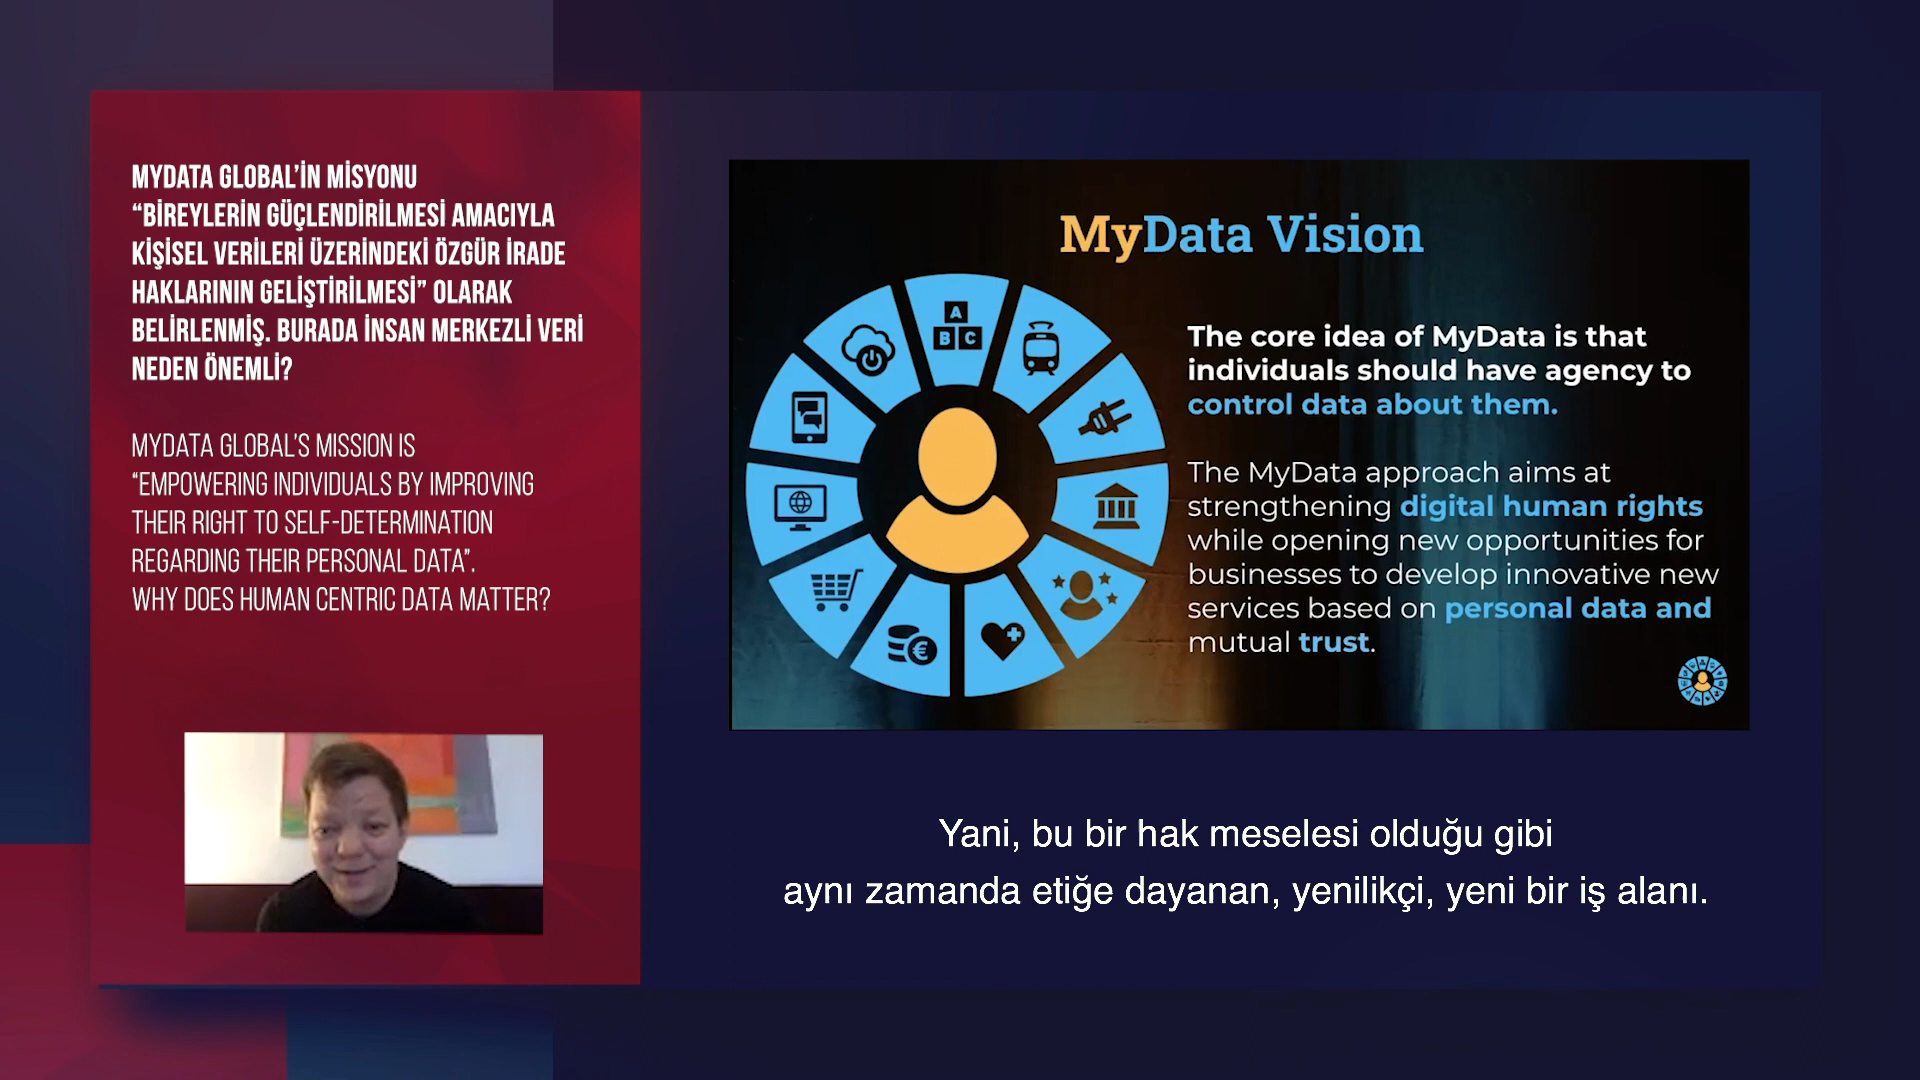 MYDATA GLOBAL'İN MİSYONU
“BİREYLERİN GÜÇLENDİRİLMESİ AMACIYLA
KİŞİSEL VERİLERİ ÜZERİNDEKİ ÖZGÜR İRADE
HAKLARININ GELİŞTİRİLMESİ” OLARAK
BELİRLENMİŞ. BURADA İNSAN MERKEZLİ VERİ
NEDEN ÖNEMLİ?
MYDATA GLOBAL'S MISSION IS
“EMPOWERING INDIVIDUALS BY IMPROVING
THEIR RIGHT TO SELF-DETERMINATION
REGARDING THEIR PERSONAL DATA”.
WHY DOES HUMAN CENTRIC DATA MATTER?
MyData Vision
A
B C
€
The core idea of MyData is that
individuals should have agency to
control data about them.
The MyData approach aims at
strengthening digital human rights
while opening new opportunities for
businesses to develop innovative new
services based on personal data and
mutual trust.
Yani, bu bir hak meselesi olduğu gibi
aynı zamanda etiğe dayanan, yenilikçi, yeni bir iş alanı.